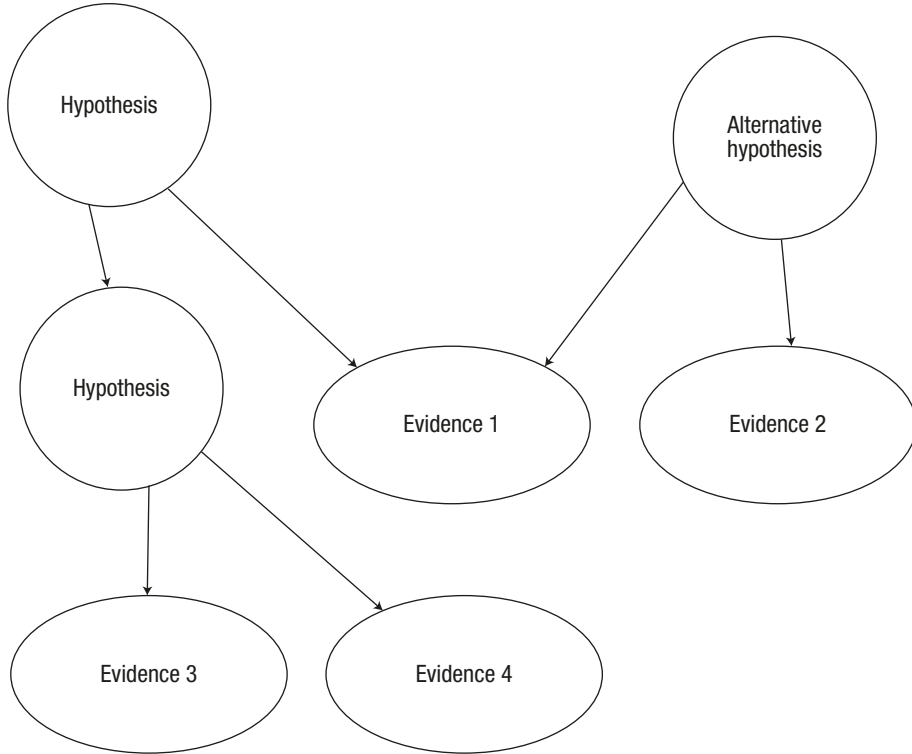 Hypothesis
Alternative
hypothesis
Hypothesis
Evidence 1
Evidence 2
Evidence 3
Evidence 4